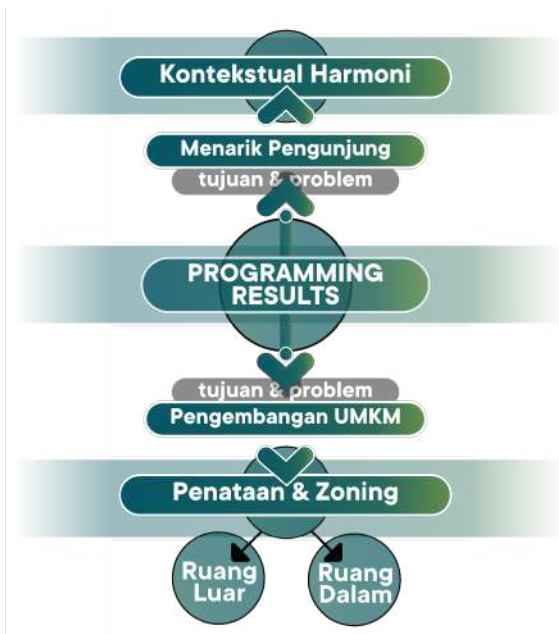 Kontekstual Harmoni
Menarik Pengunjung
tujuan & problem
PROGRAMMING
RESULTS
tujuan & problem
Pengembangan UMKM
Penataan & Zoning
Ruang
Luar
Ruang
Dalam